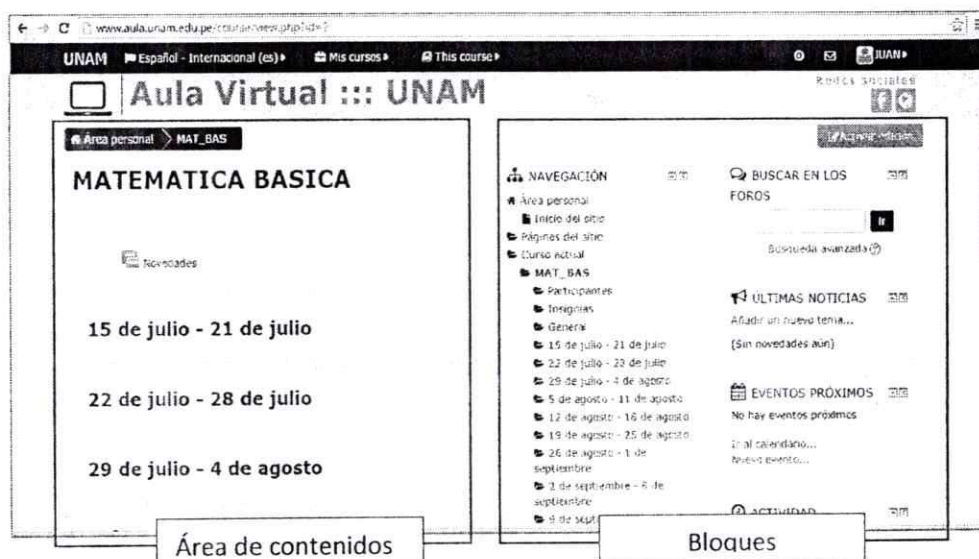 www.aula.unam.edu.pe/course/view.php?id=2
UNAM Español - Internacional (es) Mis cursos This course JUAN
Aula Virtual ::: UNAM
Redes sociales
Área personal MAT_BAS
Activar edición
MATEMATICA BASICA
Novedades
15 de julio - 21 de julio
22 de julio - 28 de julio
29 de julio - 4 de agosto
Área de contenidos
NAVEGACIÓN
Área personal
Inicio del sitio
Páginas del sitio
Curso actual
MAT_BAS
Participantes
Insignias
General
15 de julio - 21 de julio
22 de julio - 28 de julio
29 de julio - 4 de agosto
5 de agosto - 11 de agosto
12 de agosto - 18 de agosto
19 de agosto - 25 de agosto
26 de agosto - 1 de
septiembre
2 de septiembre - 8 de
septiembre
9 de sept
BUSCAR EN LOS
FOROS
Ir
Búsqueda avanzada
ÚLTIMAS NOTICIAS
Añadir un nuevo tema...
(Sin novedades aún)
EVENTOS PRÓXIMOS
No hay eventos próximos
Ir al calendario...
Nuevo evento...
ACTIVIDAD
Bloques